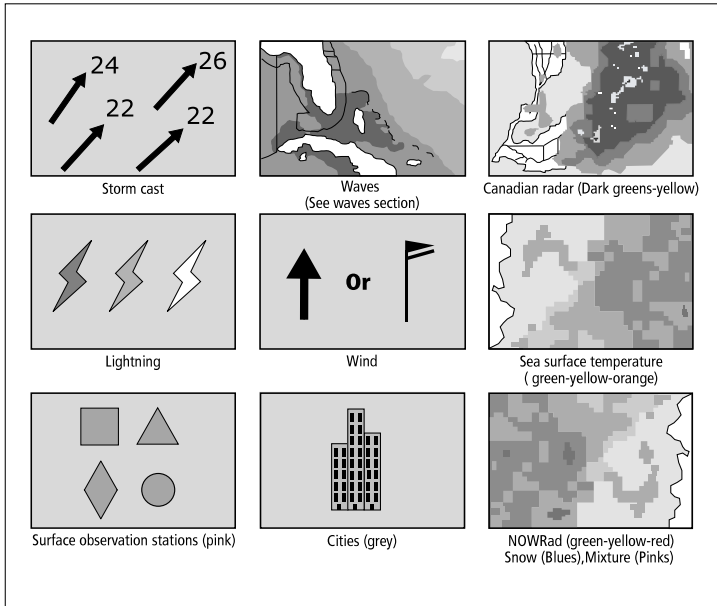 24
26
22
22
Storm cast
Waves
(See waves section)
Canadian radar (Dark greens-yellow)
Lightning
Or
Wind
Sea surface temperature
( green-yellow-orange)
Surface observation stations (pink)
Cities (grey)
NOWRad (green-yellow-red)
Snow (Blues),Mixture (Pinks)